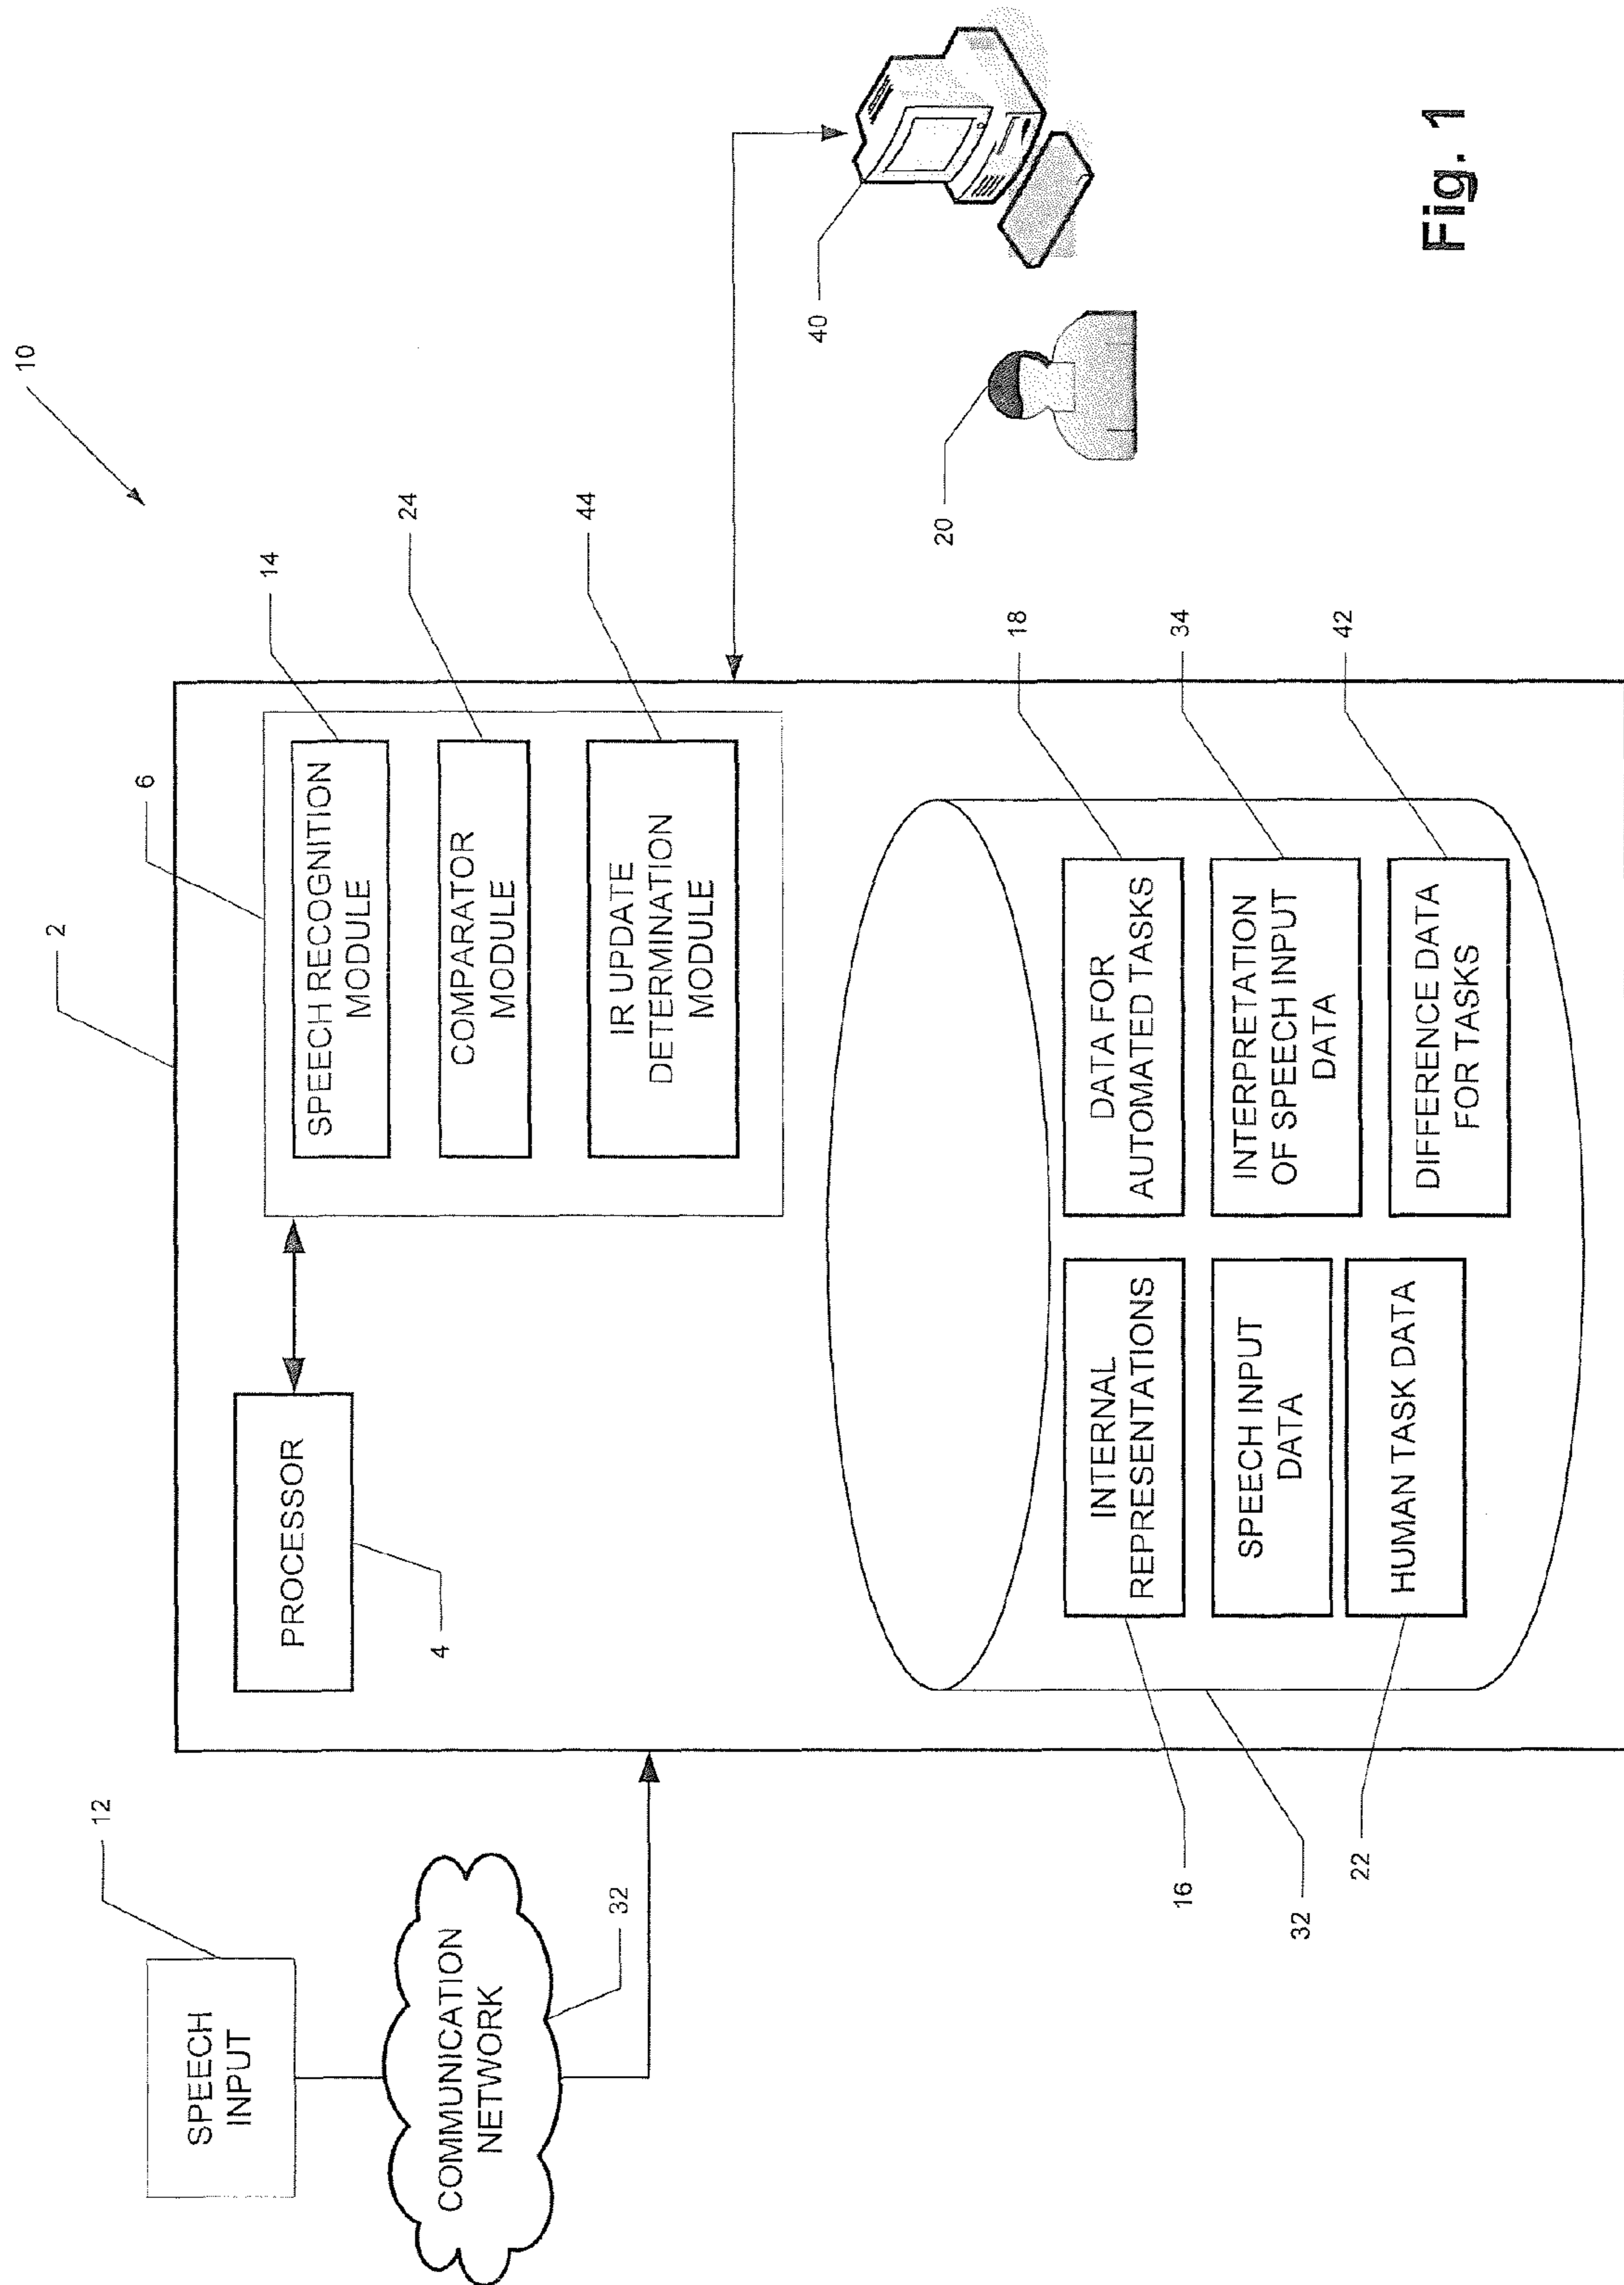 10
2
12
SPEECH
INPUT
COMMUNICATION
NETWORK
32
PROCESSOR
4
6
SPEECH RECOGNITION
MODULE
14
COMPARATOR
MODULE
24
IR UPDATE
DETERMINATION
MODULE
44
INTERNAL
REPRESENTATIONS
16
DATA FOR
AUTOMATED TASKS
18
SPEECH INPUT
DATA
INTERPRETATION
OF SPEECH INPUT
DATA
34
HUMAN TASK DATA
22
DIFFERENCE DATA
FOR TASKS
42
32
40
20
Fig. 1